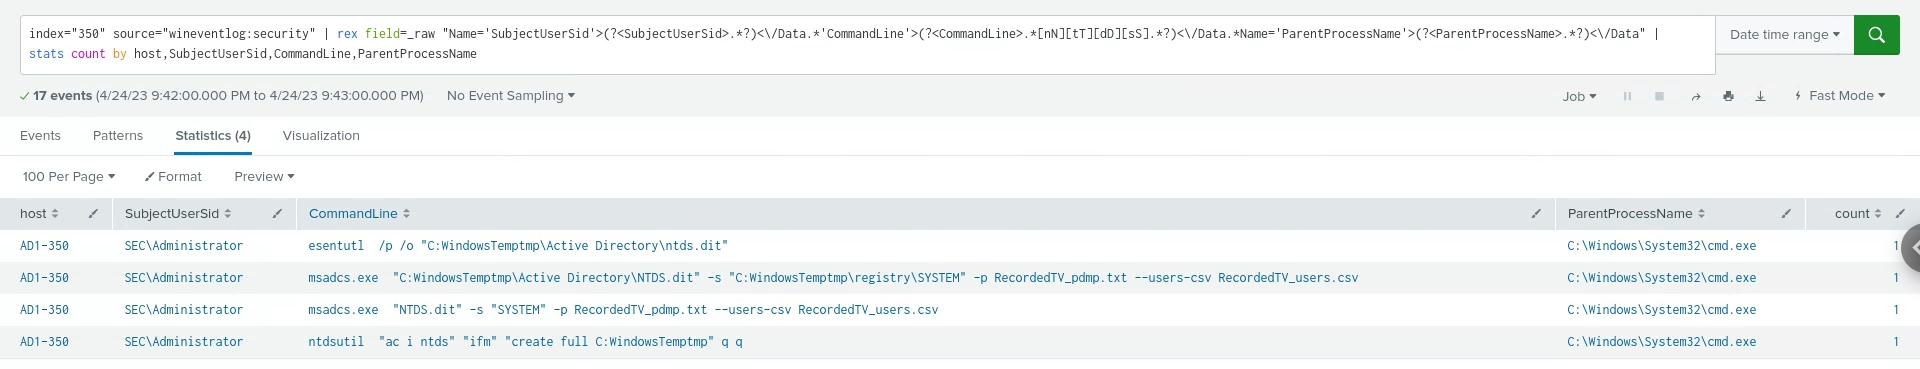 index="350" source="wineventlog:security" | rex field=_raw "Name='SubjectUserSid'>(?<SubjectUserSid>.*?)<\/Data.*'CommandLine'>(?<CommandLine>.*[nN][tT][dD][sS].*?)<\/Data.*Name='ParentProcessName'>(?<ParentProcessName>.*?)<\/Data" |
stats count by host,SubjectUserSid,CommandLine,ParentProcessName
Date time range
17 events (4/24/23 9:42:00.000 PM to 4/24/23 9:43:00.000 PM) No Event Sampling
Job Fast Mode
Events Patterns Statistics (4) Visualization
100 Per Page Format Preview
host SubjectUserSid CommandLine ParentProcessName count
AD1-350 SEC\Administrator esentutl /p /o "C:WindowsTemptmp\Active Directory\ntds.dit" C:\Windows\System32\cmd.exe 1
AD1-350 SEC\Administrator msadcs.exe "C:WindowsTemptmp\Active Directory\NTDS.dit" -s "C:WindowsTemptmp\registry\SYSTEM" -p RecordedTV_pdmp.txt --users-csv RecordedTV_users.csv C:\Windows\System32\cmd.exe 1
AD1-350 SEC\Administrator msadcs.exe "NTDS.dit" -s "SYSTEM" -p RecordedTV_pdmp.txt --users-csv RecordedTV_users.csv C:\Windows\System32\cmd.exe 1
AD1-350 SEC\Administrator ntdsutil "ac i ntds" "ifm" "create full C:WindowsTemptmp" q q C:\Windows\System32\cmd.exe 1